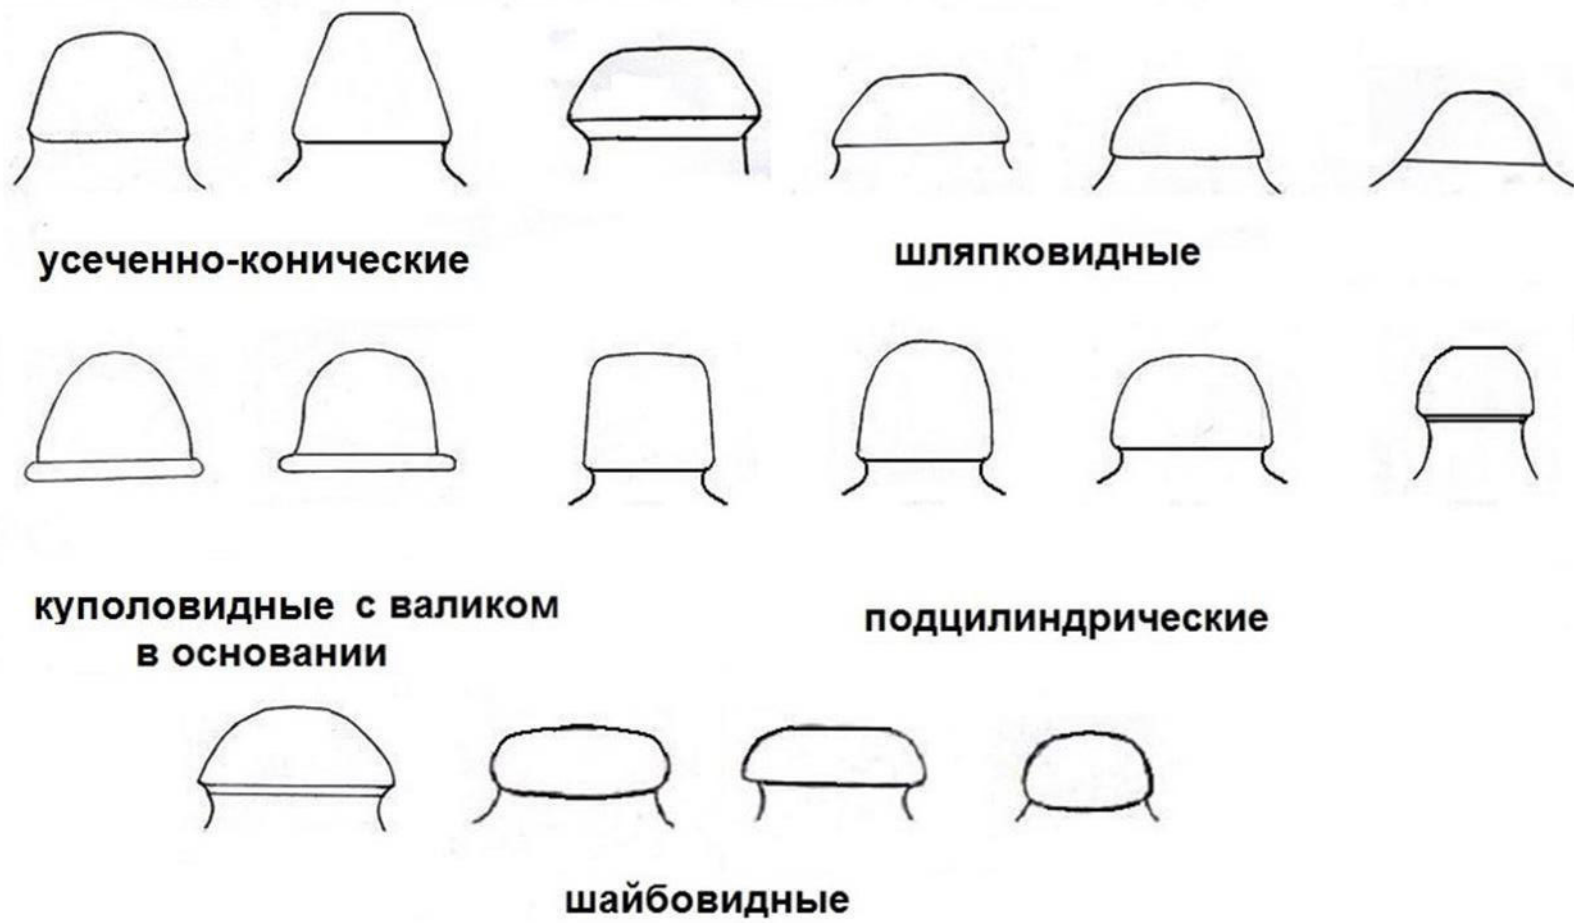 усеченно-конические
шляпковидные
куполовидные с валиком
в основании
подцилиндрические
шайбовидные